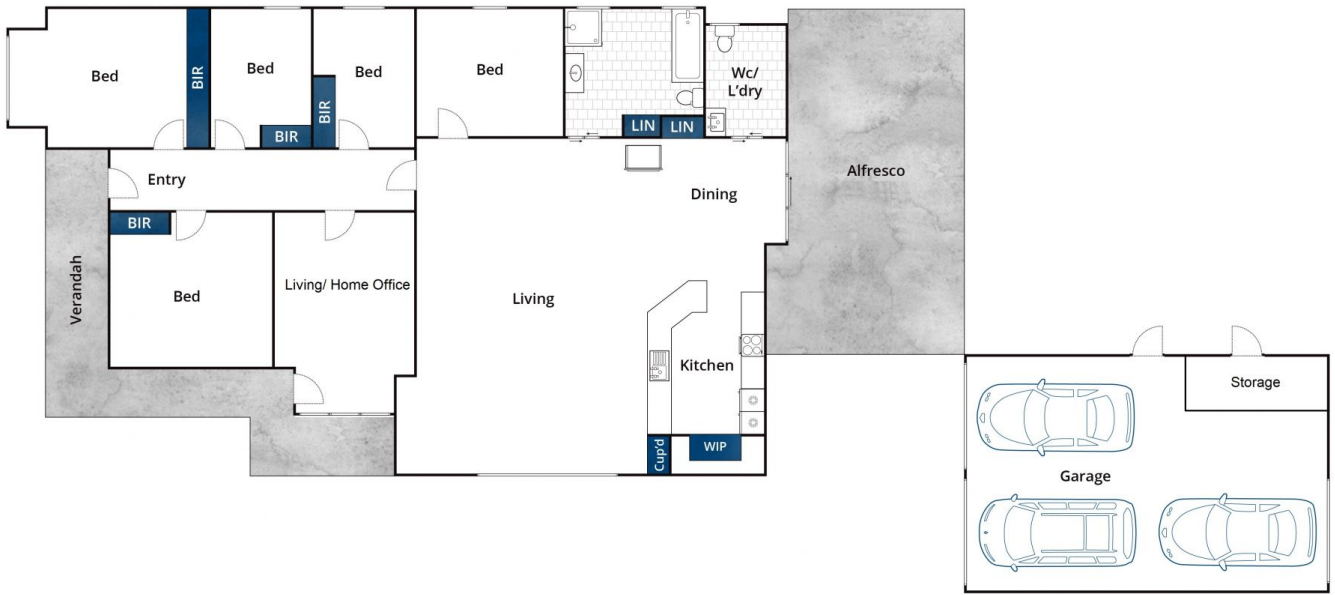 Bed
BIR
Bed
BIR
BIR
Bed
Bed
LIN
LIN
Wc/
L'dry
Entry
Dining
Alfresco
BIR
Verandah
Bed
Living/ Home Office
Living
Kitchen
Cup'd
WIP
Storage
Garage